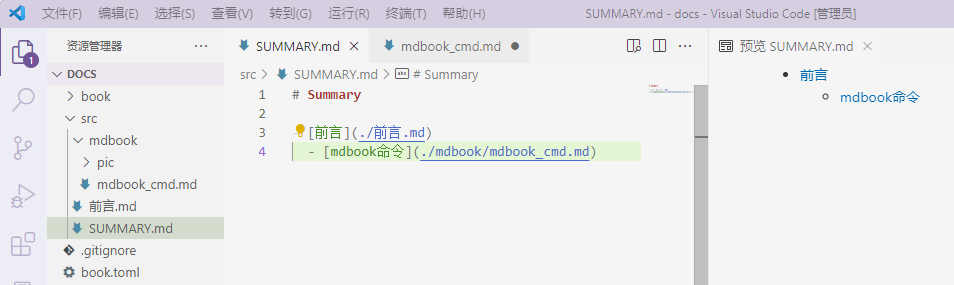 文件(F) 编辑(E) 选择(S) 查看(V) 转到(G) 运行(R) 终端(T) 帮助(H) SUMMARY.md - docs - Visual Studio Code [管理员]
资源管理器 ··· SUMMARY.md mdbook_cmd.md 预览 SUMMARY.md
1
DOCS
book
src
mdbook
pic
mdbook_cmd.md
前言.md
SUMMARY.md
.gitignore
book.toml
src > SUMMARY.md > abc # Summary
1 # Summary
2
3 [前言](./前言.md)
4 - [mdbook命令](./mdbook/mdbook_cmd.md)
前言
mdbook命令